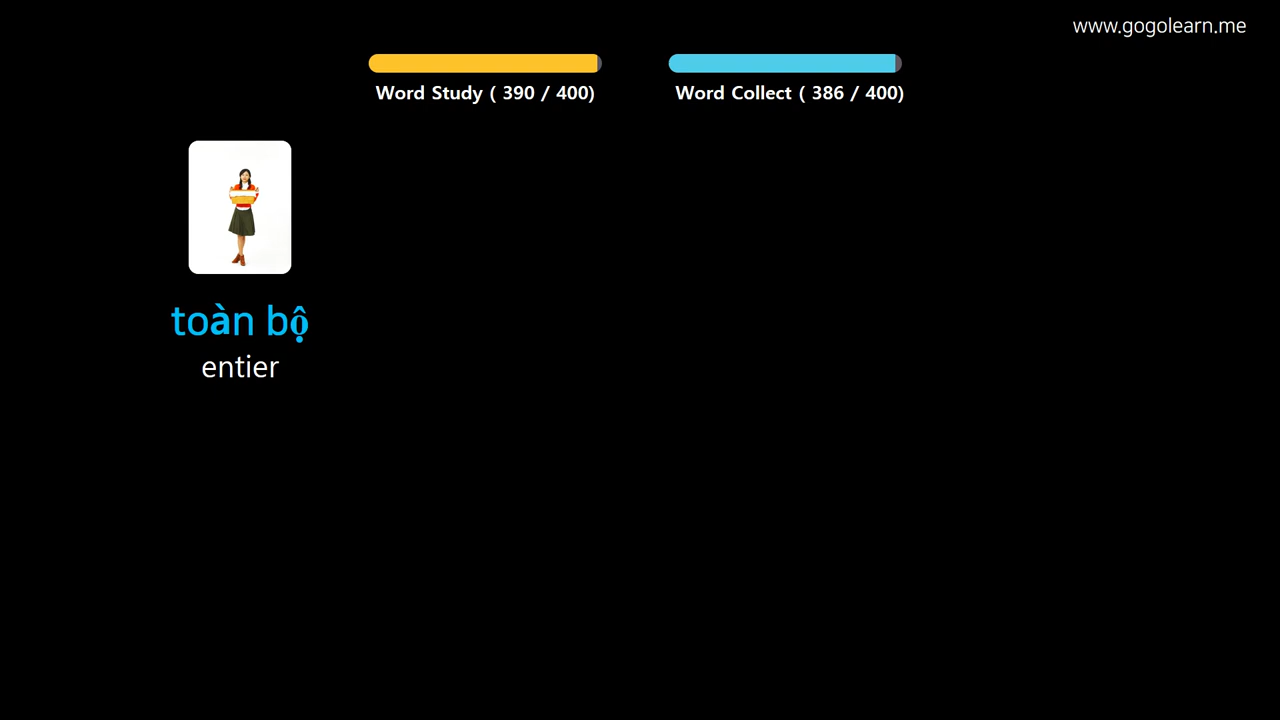 www.gogolearn.me
Word Study ( 390 / 400)
Word Collect ( 386 / 400)
toàn bộ
entier